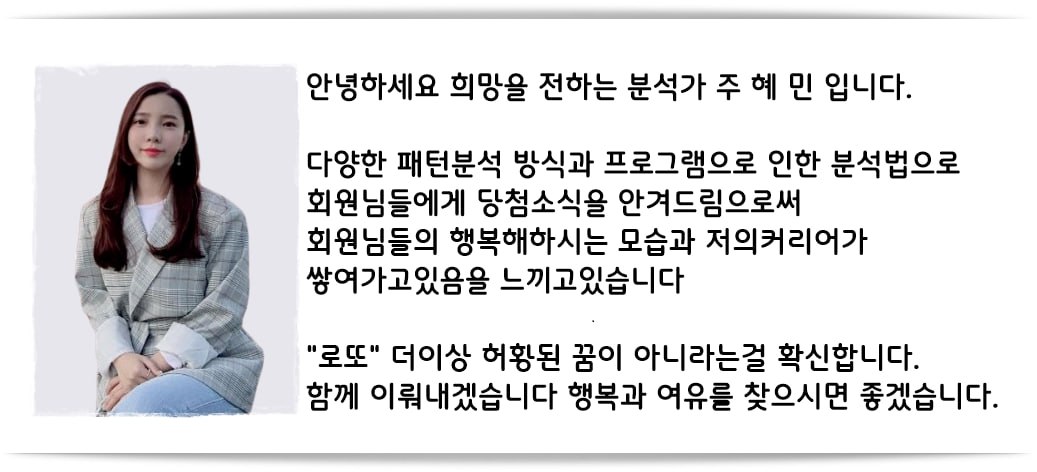 안녕하세요 희망을 전하는 분석가 주 혜 민 입니다.
다양한 패턴분석 방식과 프로그램으로 인한 분석법으로
회원님들에게 당첨소식을 안겨드림으로써
회원님들의 행복해하시는 모습과 저의커리어가
쌓여가고있음을 느끼고있습니다
.
"로또" 더이상 허황된 꿈이 아니라는걸 확신합니다.
함께 이뤄내겠습니다 행복과 여유를 찾으시면 좋겠습니다.